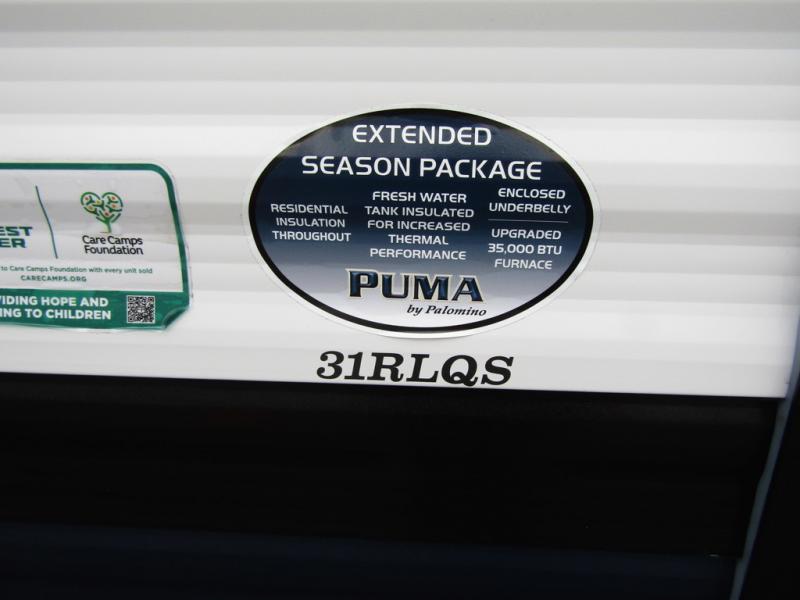 EXTENDED
SEASON PACKAGE
RESIDENTIAL
INSULATION
THROUGHOUT
FRESH WATER
TANK INSULATED
FOR INCREASED
THERMAL
PERFORMANCE
ENCLOSED
UNDERBELLY
UPGRADED
35,000 BTU
FURNACE
PUMA
by Palomino
31RLQS
Care Camps
Foundation
to Care Camps Foundation with every unit sold
CARECAMPS.ORG
HOPE AND
TO CHILDREN